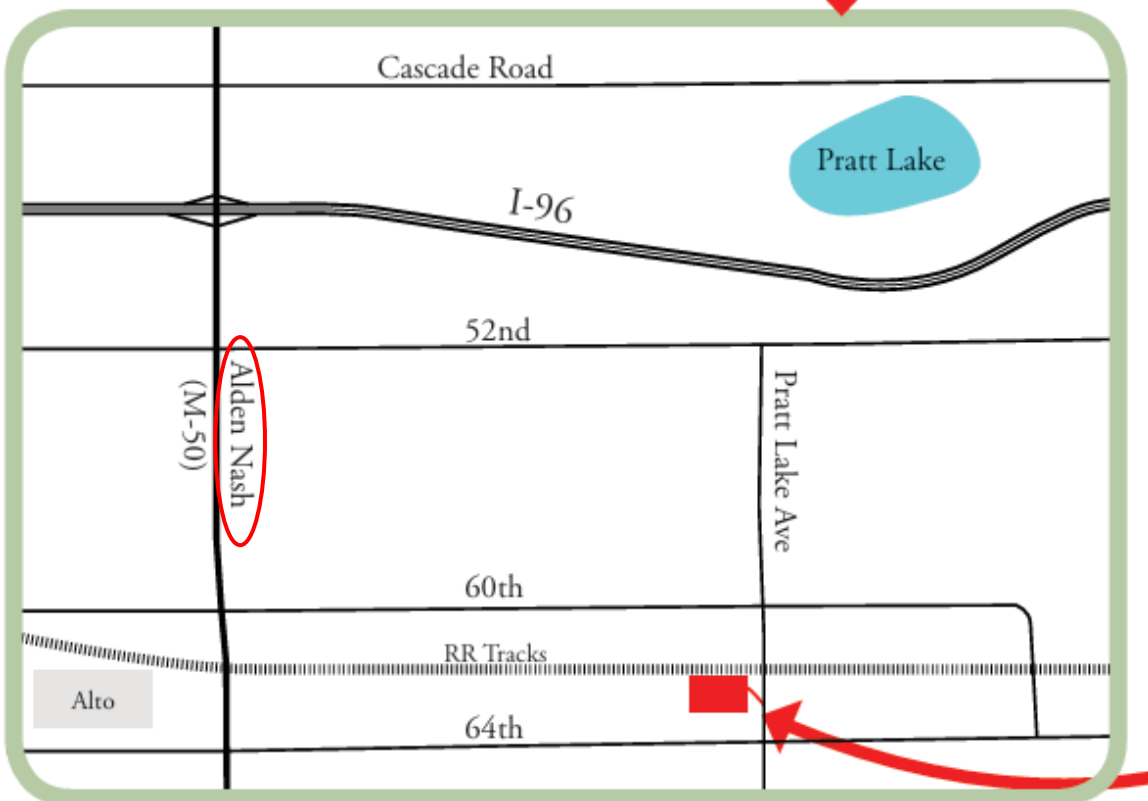 Cascade Road
Pratt Lake
I-96
52nd
Alden Nash
(M-50)
Pratt Lake Ave
60th
RR Tracks
Alto
64th